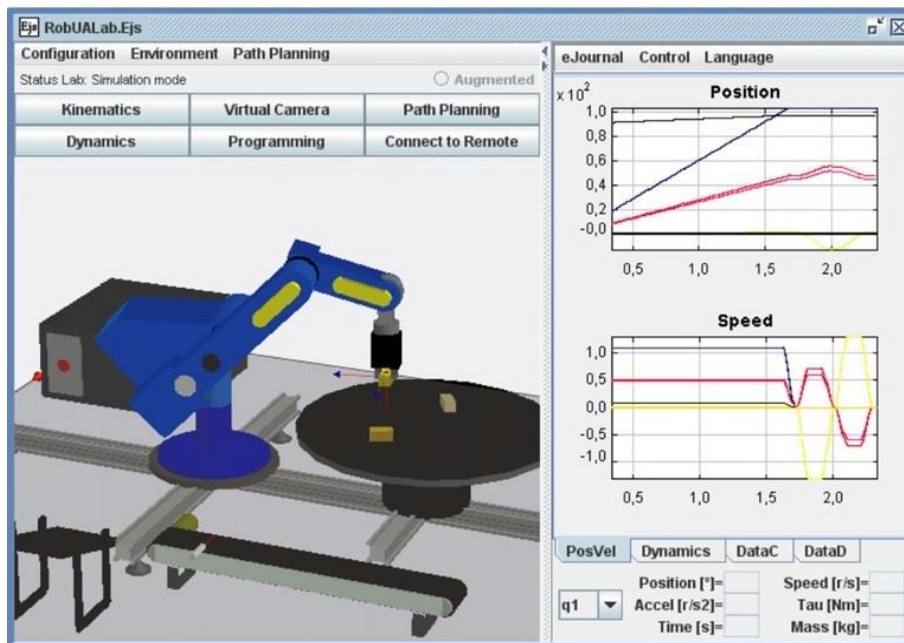 Ejs RobUALab.Ejs
Configuration Environment Path Planning
Status Lab: Simulation mode Augmented
Kinematics Virtual Camera Path Planning
Dynamics Programming Connect to Remote
eJournal Control Language
Position
x10²
1,0
0,8
0,6
0,4
0,2
-0,0
0,5 1,0 1,5 2,0
Speed
1,0
0,5
0,0
-0,5
-1,0
0,5 1,0 1,5 2,0
PosVel Dynamics DataC DataD
Position [°]= Speed [r/s]=
q1 Accel [r/s2]= Tau [Nm]=
Time [s]= Mass [kg]=